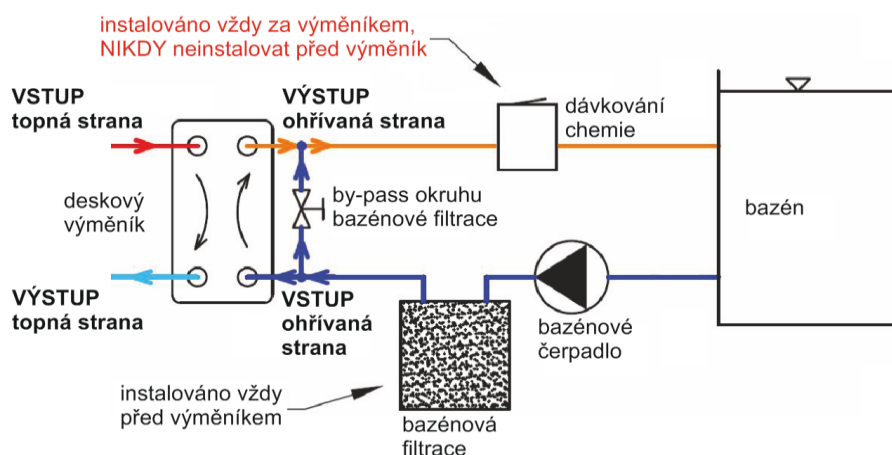 instalováno vždy za výměníkem,
NIKDY neinstalovat před výměník
VSTUP
topná strana
VÝSTUP
ohřívaná strana
dávkování
chemie
deskový
výměník
by-pass okruhu
bazénové filtrace
bazén
VÝSTUP
topná strana
VSTUP
ohřívaná
strana
bazénové
čerpadlo
instalováno vždy
před výměníkem
bazénová
filtrace